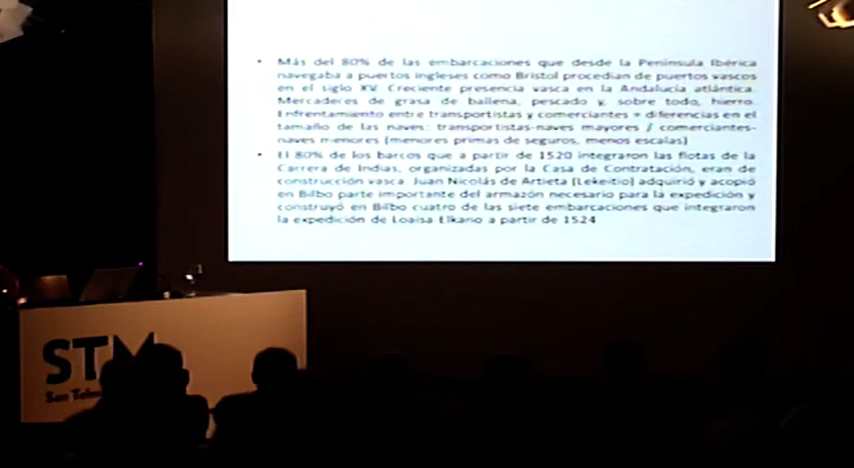 • Más del 80% de las embarcaciones que desde la Península Ibérica
navegaba a puertos ingleses como Bristol procedian de puertos vascos
en el siglo XV. Creciente presencia vasca en la Andalucía atlántica.
Mercaderes de grasa de ballena, pescado y, sobre todo, hierro.
Enfrentamiento entre transportistas y comerciantes = diferencias en el
tamaño de las naves: transportistas-naves mayores / comerciantes-
naves menores (menores primas de seguros, menos escalas)
• El 80% de los barcos que a partir de 1520 integraron las flotas de la
Carrera de Indias, organizadas por la Casa de Contratación, eran de
construcción vasca. Juan Nicolás de Artieta [Lekeitio] adquirió y acopió
en Bilbo parte importante del armazón necesario para la expedición y
construyó en Bilbo cuatro de las siete embarcaciones que integraron
la expedición de Loaisa Elkano a partir de 1524
STM
San